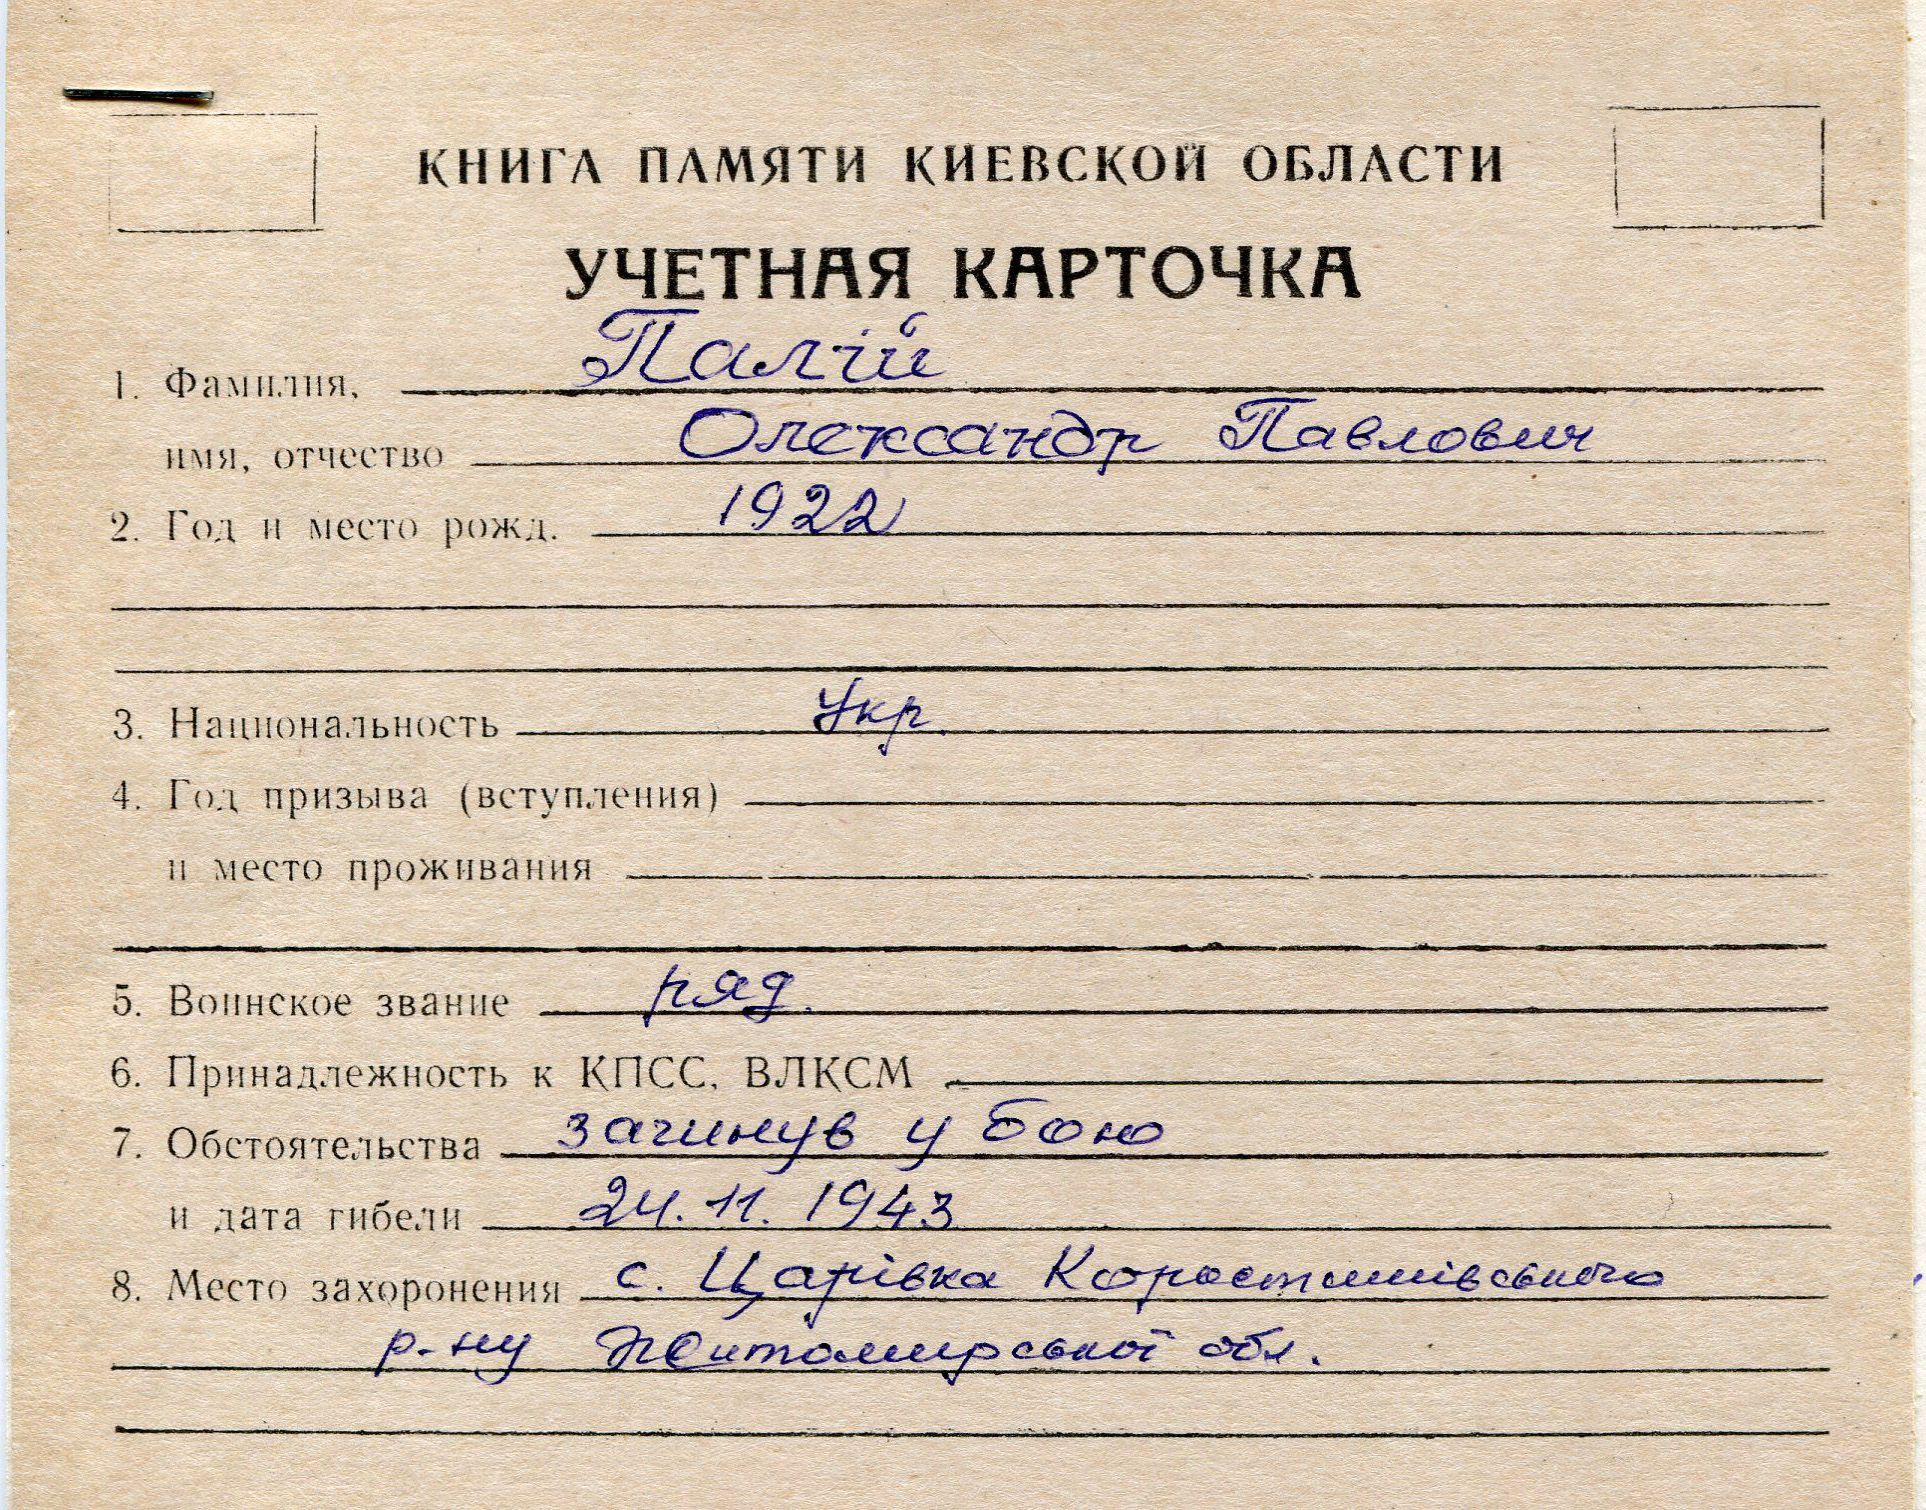 КНИГА ПАМЯТИ КИЕВСКОЙ ОБЛАСТИ
УЧЕТНАЯ КАРТОЧКА
1. Фамилия, Палій
имя, отчество Олександр Павлович
2. Год и место рожд. 1922
3. Национальность Укр.
4. Год призыва (вступления)
и место проживания
5. Воинское звание ряд.
6. Принадлежность к КПСС, ВЛКСМ
7. Обстоятельства загинув у бою
и дата гибели 24.11.1943
8. Место захоронения с. Царівка Коростишівського
р-ну Житомирської обл.